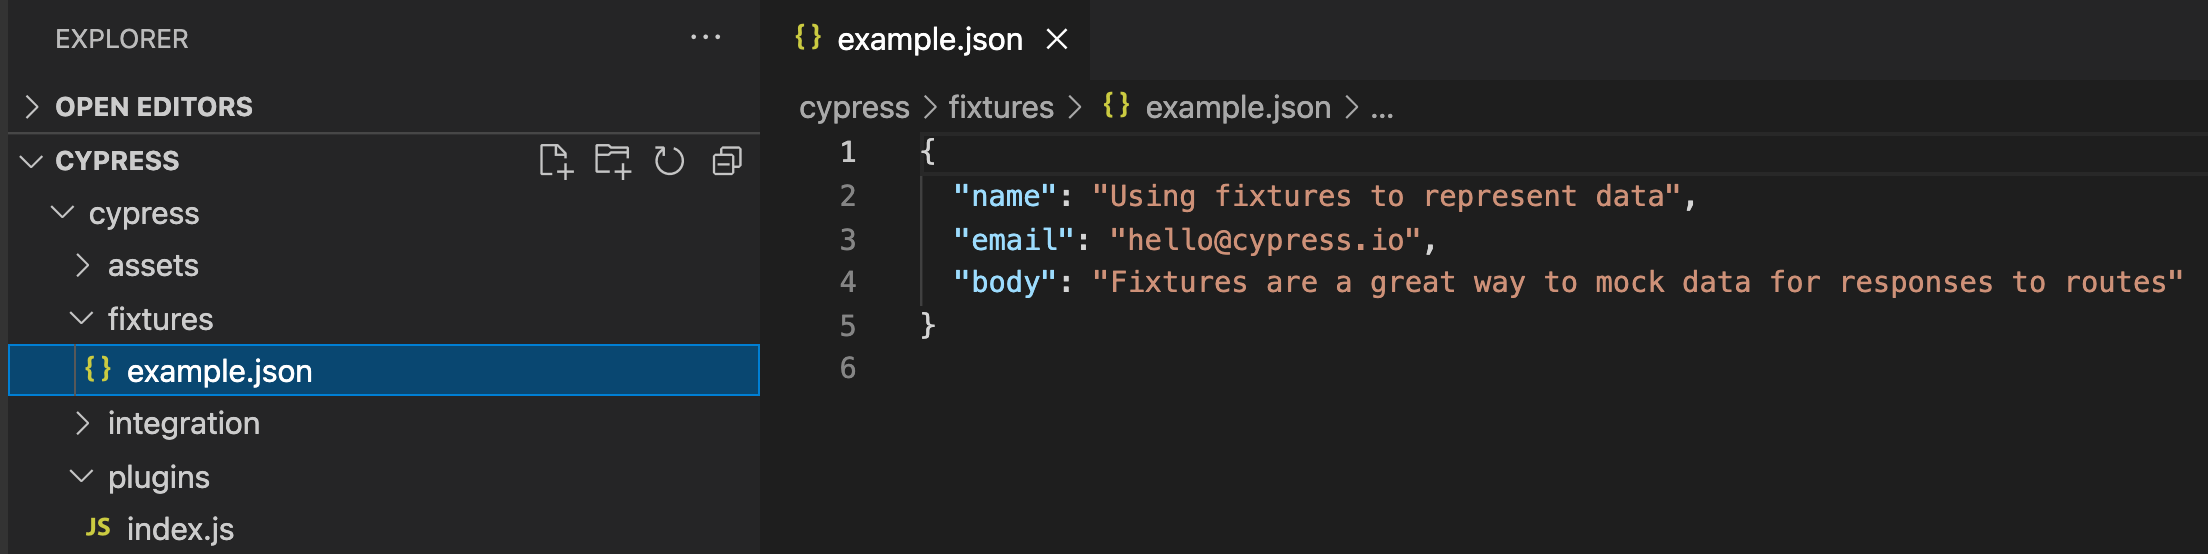 EXPLORER ...
OPEN EDITORS
CYPRESS
cypress
assets
fixtures
{} example.json
integration
plugins
JS index.js
{} example.json
cypress > fixtures > {} example.json > ...
1 {
2 "name": "Using fixtures to represent data",
3 "email": "hello@cypress.io",
4 "body": "Fixtures are a great way to mock data for responses to routes"
5 }
6